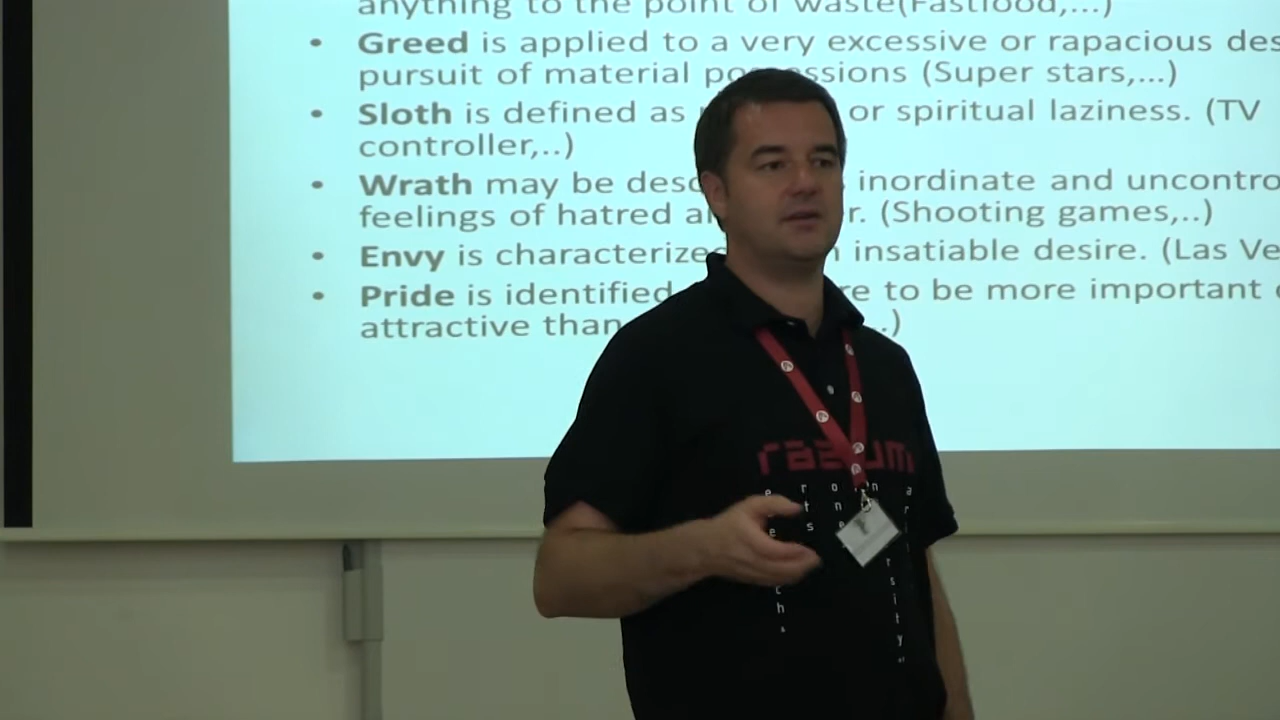 anything to the point of waste(Fastfood,...)
• Greed is applied to a very excessive or rapacious des
pursuit of material possessions (Super stars,...)
• Sloth is defined as or spiritual laziness. (TV
controller,..)
• Wrath may be desc inordinate and uncontro
feelings of hatred an r. (Shooting games,..)
• Envy is characterize insatiable desire. (Las Ve
• Pride is identified re to be more important
attractive than .)